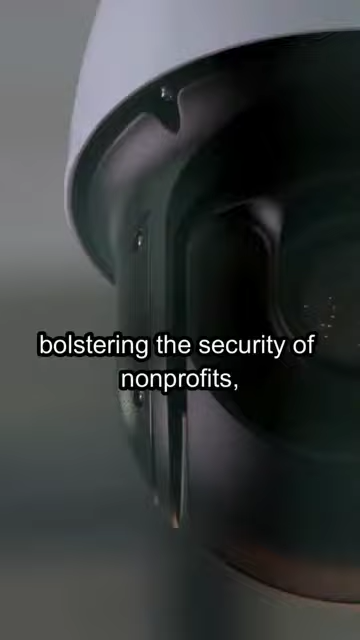 bolstering the security of
nonprofits,